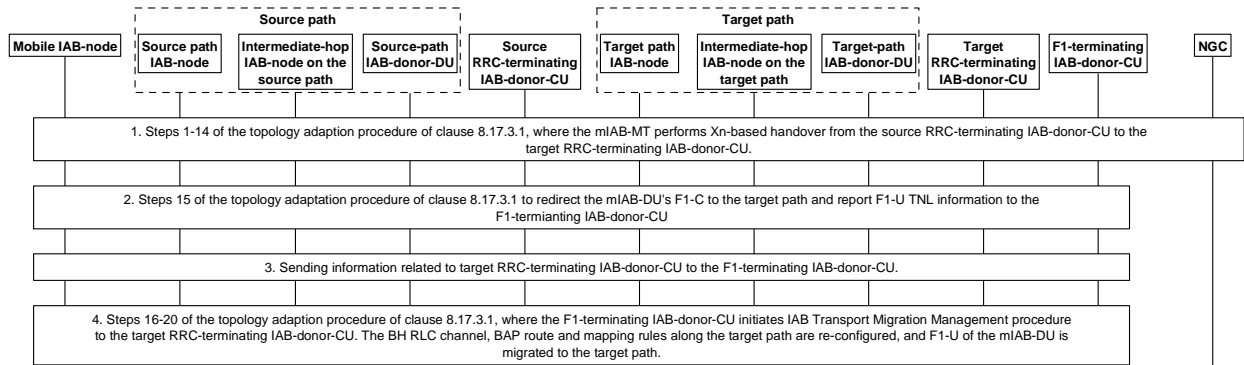 Source path
Target path
Mobile IAB-node
Source path
IAB-node
Intermediate-hop
IAB-node on the
source path
Source-path
IAB-donor-DU
Source
RRC-terminating
IAB-donor-CU
Target path
IAB-node
Intermediate-hop
IAB-node on the
target path
Target-path
IAB-donor-DU
Target
RRC-terminating
IAB-donor-CU
F1-terminating
IAB-donor-CU
NGC
1. Steps 1-14 of the topology adaption procedure of clause 8.17.3.1, where the mIAB-MT performs Xn-based handover from the source RRC-terminating IAB-donor-CU to the
target RRC-terminating IAB-donor-CU.
2. Steps 15 of the topology adaptation procedure of clause 8.17.3.1 to redirect the mIAB-DU's F1-C to the target path and report F1-U TNL information to the
F1-termianting IAB-donor-CU
3. Sending information related to target RRC-terminating IAB-donor-CU to the F1-terminating IAB-donor-CU.
4. Steps 16-20 of the topology adaption procedure of clause 8.17.3.1, where the F1-terminating IAB-donor-CU initiates IAB Transport Migration Management procedure
to the target RRC-terminating IAB-donor-CU. The BH RLC channel, BAP route and mapping rules along the target path are re-configured, and F1-U of the mIAB-DU is
migrated to the target path.